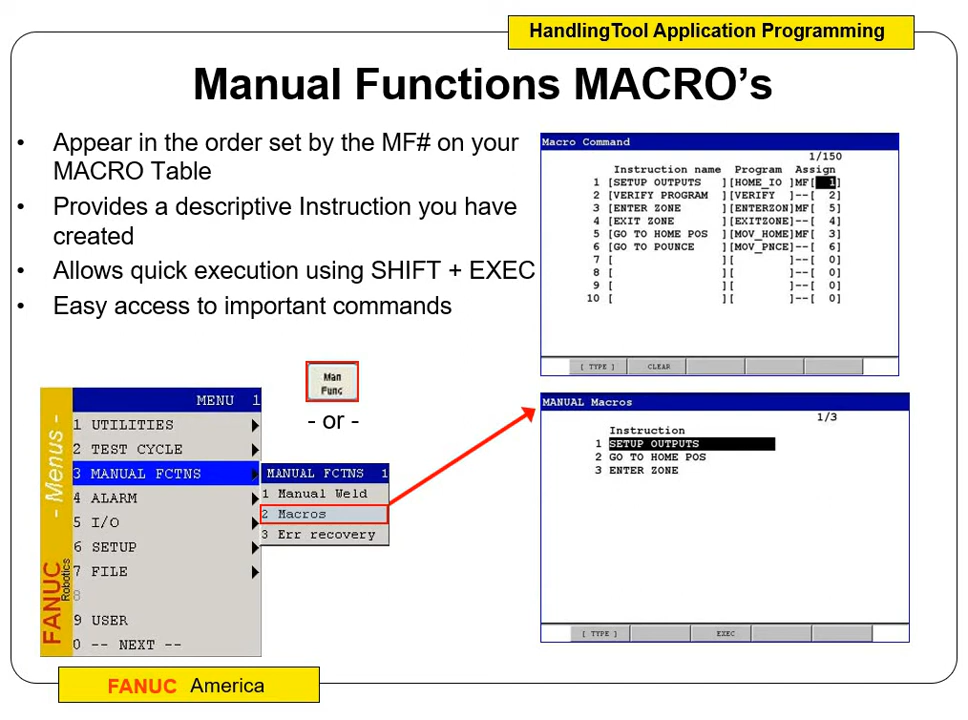 HandlingTool Application Programming
Manual Functions MACRO's
• Appear in the order set by the MF# on your
MACRO Table
• Provides a descriptive Instruction you have
created
• Allows quick execution using SHIFT + EXEC
• Easy access to important commands
Macro Command
1/150
Instruction name Program Assign
1 [SETUP OUTPUTS ][HOME_IO ]MF[ 1]
2 [VERIFY PROGRAM ][VERIFY ]--[ 2]
3 [ENTER ZONE ][ENTERZON]MF[ 5]
4 [EXIT ZONE ][EXITZONE]--[ 4]
5 [GO TO HOME POS ][MOV_HOME]MF[ 3]
6 [GO TO POUNCE ][MOV_PNCE]--[ 6]
7 [ ][ ]--[ 0]
8 [ ][ ]--[ 0]
9 [ ][ ]--[ 0]
10 [ ][ ]--[ 0]
[ TYPE ] CLEAR
Man
Func
- or -
- Menus -
FANUC
Robotics
MENU 1
1 UTILITIES
2 TEST CYCLE
3 MANUAL FCTNS
4 ALARM
5 I/O
6 SETUP
7 FILE
8
9 USER
0 -- NEXT --
MANUAL FCTNS 1
1 Manual Weld
2 Macros
3 Err recovery
MANUAL Macros
1/3
Instruction
1 SETUP OUTPUTS
2 GO TO HOME POS
3 ENTER ZONE
[ TYPE ] EXEC
FANUC America